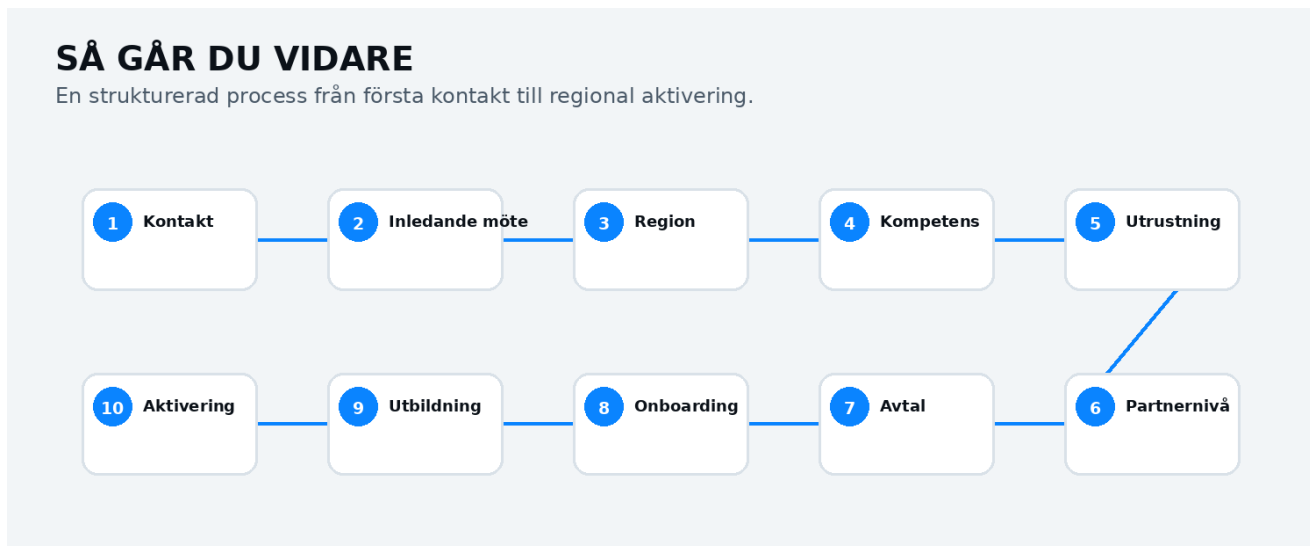 SÅ GÅR DU VIDARE
En strukturerad process från första kontakt till regional aktivering.
1 Kontakt
2 Inledande möte
3 Region
4 Kompetens
5 Utrustning
6 Partnernivå
7 Avtal
8 Onboarding
9 Utbildning
10 Aktivering